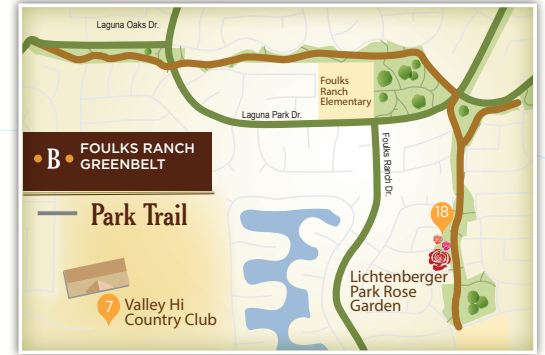 Laguna Oaks Dr.
Foulks
Ranch
Elementary
Laguna Park Dr.
Foulks Ranch Dr.
B
FOULKS RANCH
GREENBELT
Park Trail
18
Lichtenberger
Park Rose
Garden
7
Valley Hi
Country Club